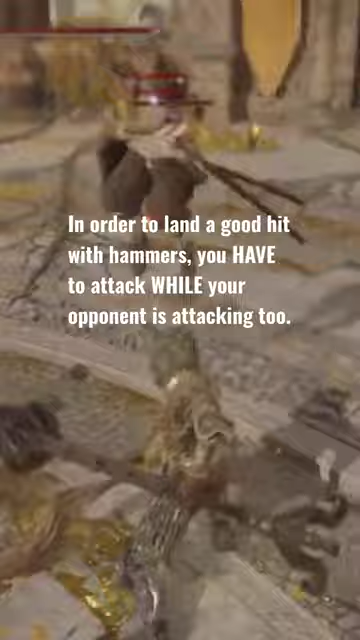 In order to land a good hit
with hammers, you HAVE
to attack WHILE your
opponent is attacking too.